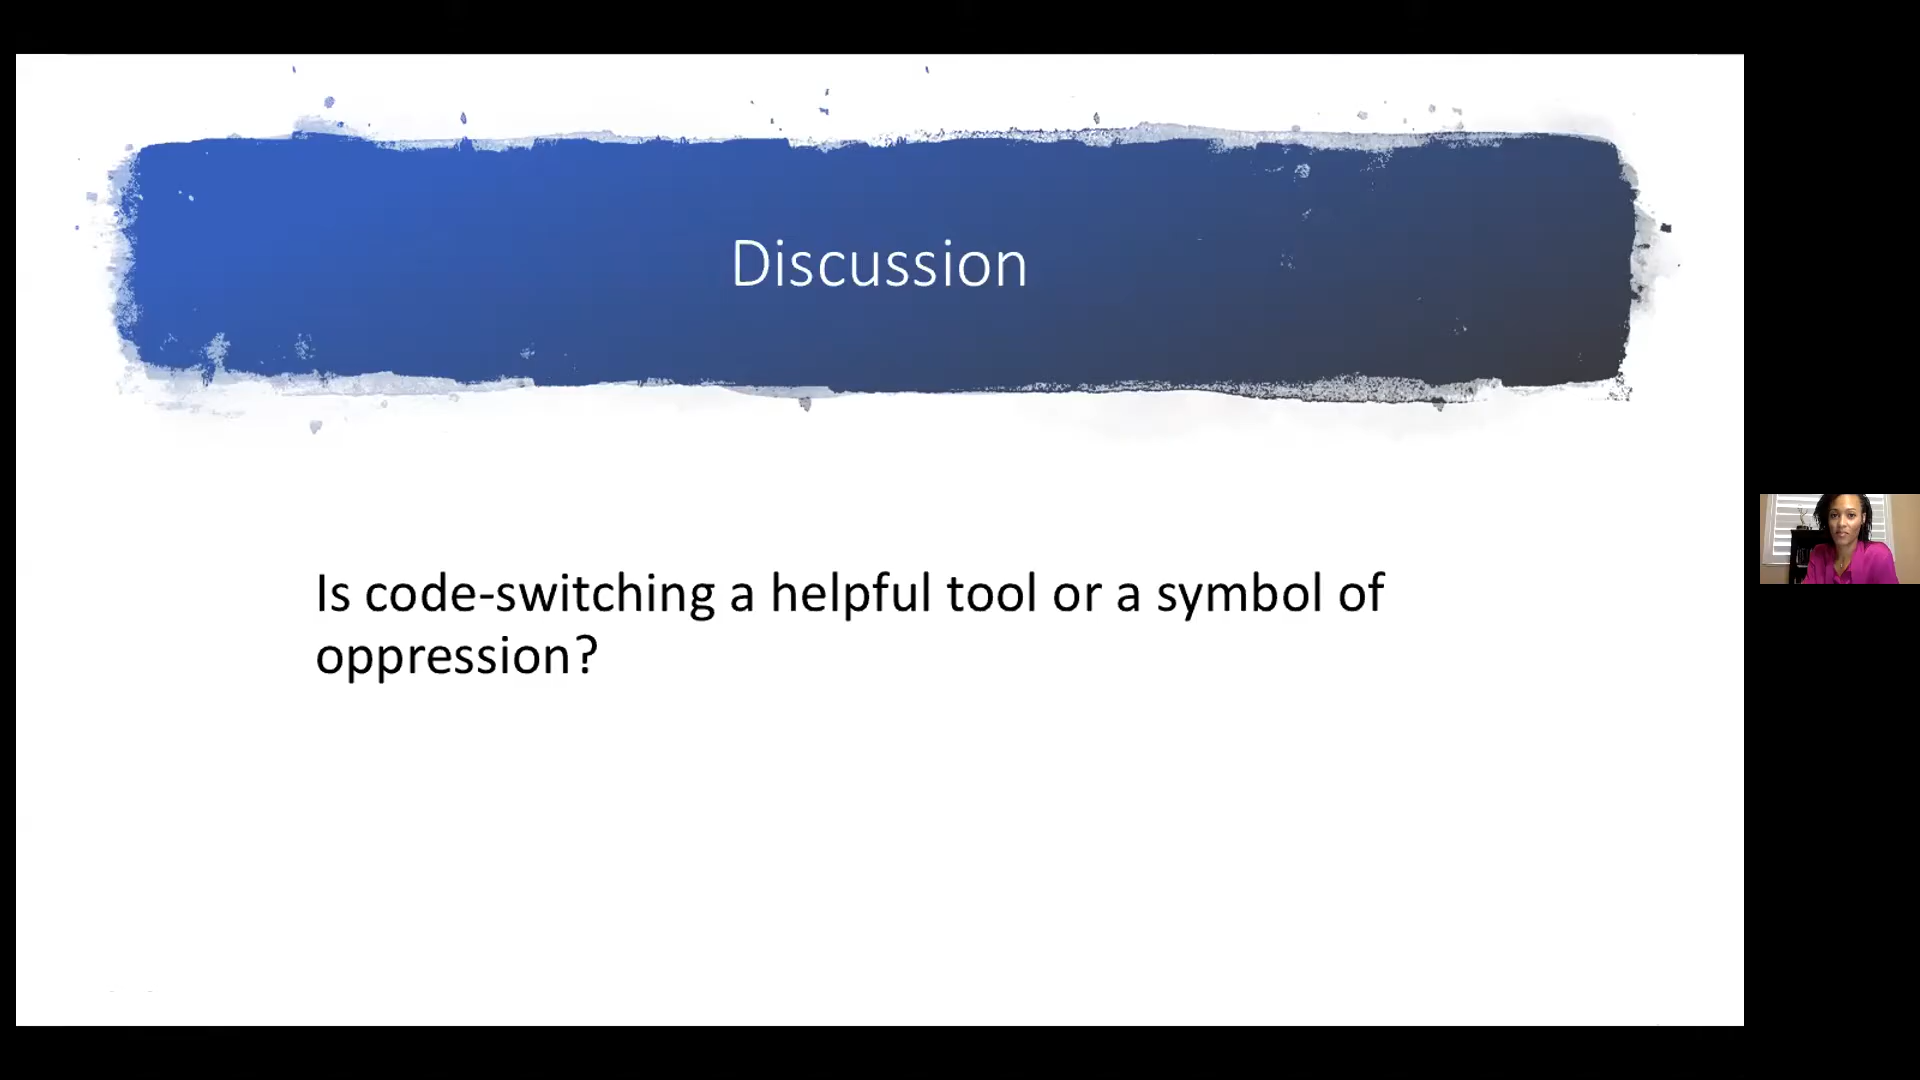 Discussion
Is code-switching a helpful tool or a symbol of
oppression?